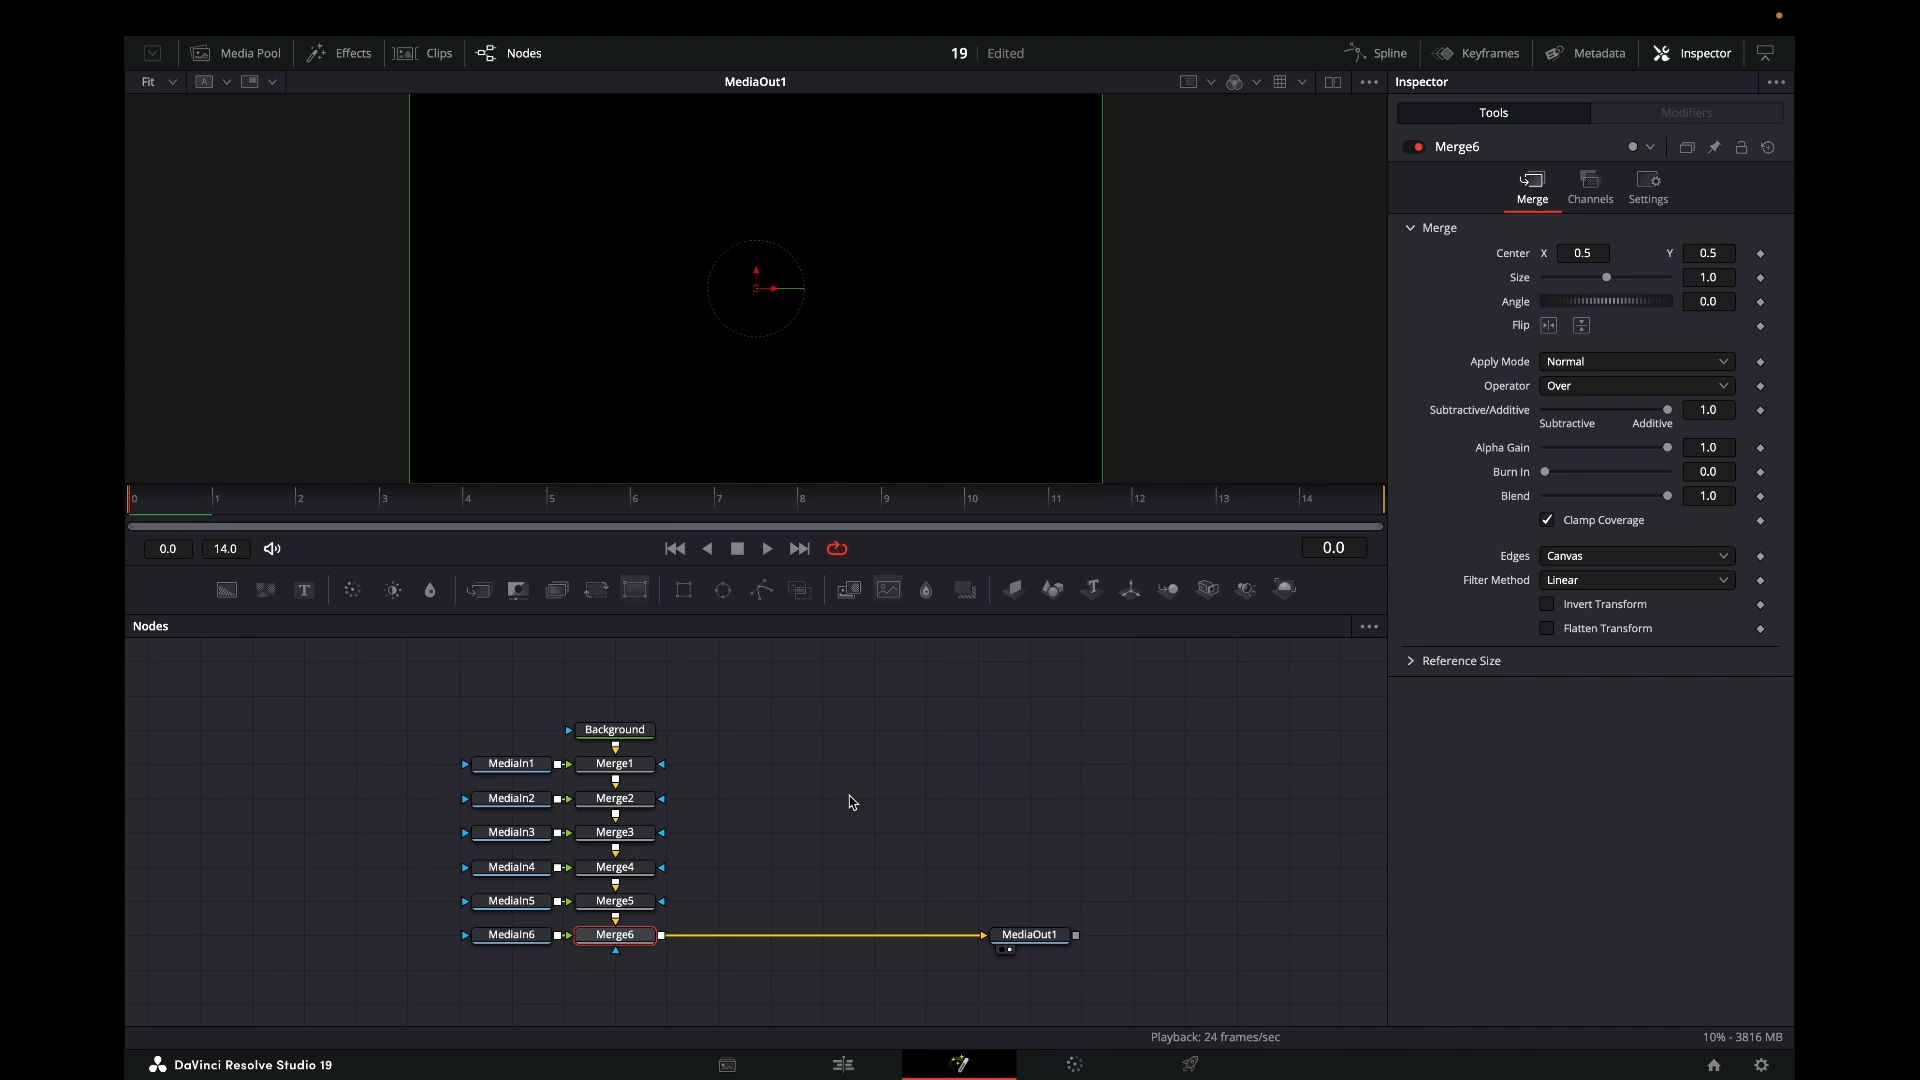 Media Pool Effects Clips Nodes 19 Edited Spline Keyframes Metadata Inspector
Fit A MediaOut1 Inspector
Tools Modifiers
Merge6
Merge Channels Settings
Merge
Center X 0.5 Y 0.5
Size 1.0
Angle 0.0
Flip
Apply Mode Normal
Operator Over
Subtractive/Additive 1.0
Subtractive Additive
Alpha Gain 1.0
Burn In 0.0
Blend 1.0
Clamp Coverage
Edges Canvas
Filter Method Linear
Invert Transform
Flatten Transform
Reference Size
0 1 2 3 4 5 6 7 8 9 10 11 12 13 14
0.0 14.0 0.0
T T
Nodes
Background
MediaIn1 Merge1
MediaIn2 Merge2
MediaIn3 Merge3
MediaIn4 Merge4
MediaIn5 Merge5
MediaIn6 Merge6 MediaOut1
Playback: 24 frames/sec 10% - 3816 MB
DaVinci Resolve Studio 19